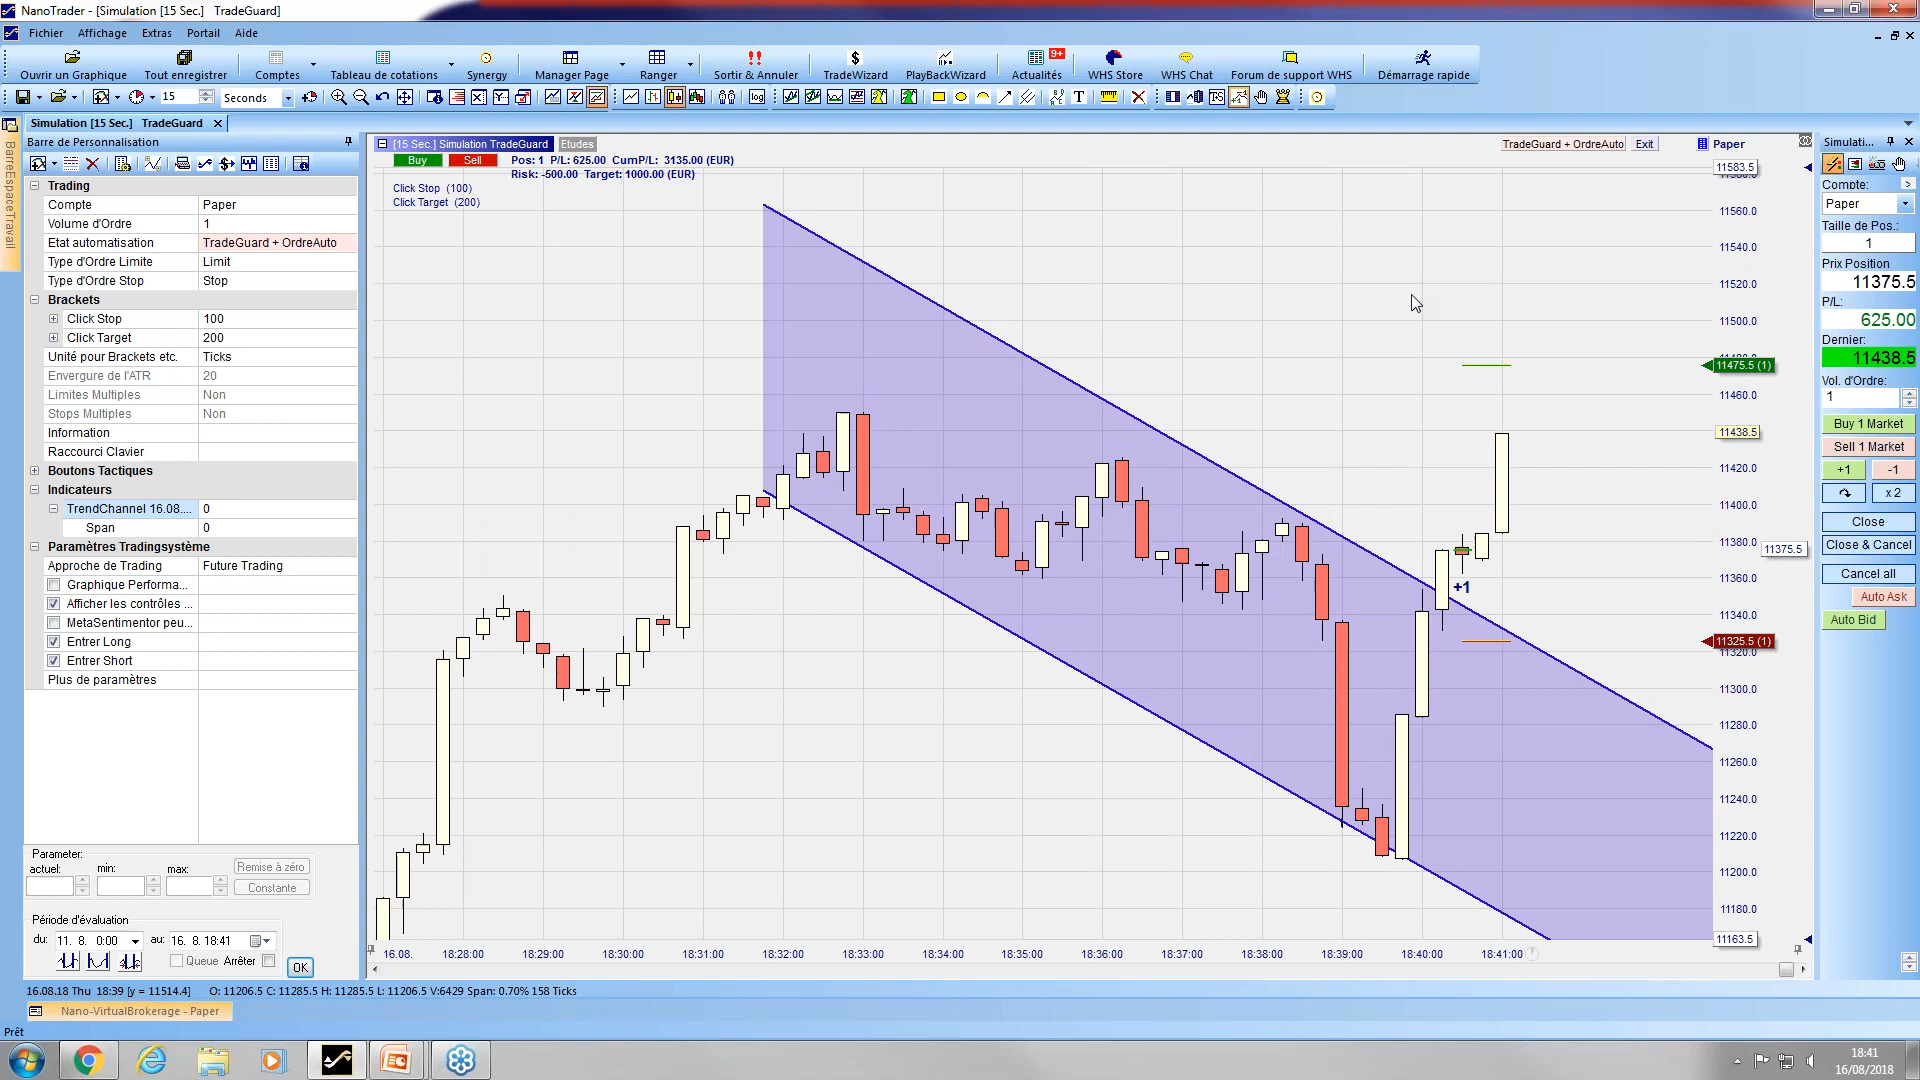 NanoTrader - [Simulation [15 Sec.]   TradeGuard]
Fichier Affichage Extras Portail Aide
Ouvrir un Graphique Tout enregistrer Comptes Tableau de cotations Synergy Manager Page Ranger Sortir & Annuler TradeWizard PlayBackWizard Actualités 9+ WHS Store WHS Chat Forum de support WHS Démarrage rapide
15 Seconds
Simulation [15 Sec.]   TradeGuard
BarreEspaceTravail
Barre de Personnalisation
Trading
Compte Paper
Volume d'Ordre 1
Etat automatisation TradeGuard + OrdreAuto
Type d'Ordre Limite Limit
Type d'Ordre Stop Stop
Brackets
Click Stop 100
Click Target 200
Unité pour Brackets etc. Ticks
Envergure de l'ATR 20
Limites Multiples Non
Stops Multiples Non
Information
Raccourci Clavier
Boutons Tactiques
Indicateurs
TrendChannel 16.08.... 0
Span 0
Paramètres Tradingsystème
Approche de Trading Future Trading
Graphique Performa...
Afficher les contrôles ...
MetaSentimentor peu...
Entrer Long
Entrer Short
Plus de paramètres
Parameter:
actuel: min: max: Remise à zéro
Constante
Période d'évaluation
du: 11. 8. 0:00 au: 16. 8. 18:41
Queue Arrêter OK
[15 Sec.] Simulation TradeGuard Etudes
TradeGuard + OrdreAuto Exit Paper
Buy Sell Pos: 1 P/L: 625.00 CumP/L: 3135.00 (EUR)
Risk: -500.00 Target: 1000.00 (EUR)
Click Stop (100)
Click Target (200)
+1
11583.5
11560.0
11540.0
11520.0
11500.0
11475.5 (1)
11460.0
11438.5
11420.0
11400.0
11380.0
11375.5
11360.0
11340.0
11325.5 (1)
11320.0
11300.0
11280.0
11260.0
11240.0
11220.0
11200.0
11180.0
11163.5
16.08. 18:28:00 18:29:00 18:30:00 18:31:00 18:32:00 18:33:00 18:34:00 18:35:00 18:36:00 18:37:00 18:38:00 18:39:00 18:40:00 18:41:00
Simulati...
Compte: >
Paper
Taille de Pos.:
1
Prix Position
11375.5
P/L:
625.00
Dernier:
11438.5
Vol. d'Ordre:
1
Buy 1 Market
Sell 1 Market
+1 -1
x 2
Close
Close & Cancel
Cancel all
Auto Ask
Auto Bid
16.08.18 Thu 18:39 [y = 11514.4] O: 11206.5 C: 11285.5 H: 11285.5 L: 11206.5 V:6429 Span: 0.70% 158 Ticks
Nano-VirtualBrokerage - Paper
Prêt
18:41
16/08/2018